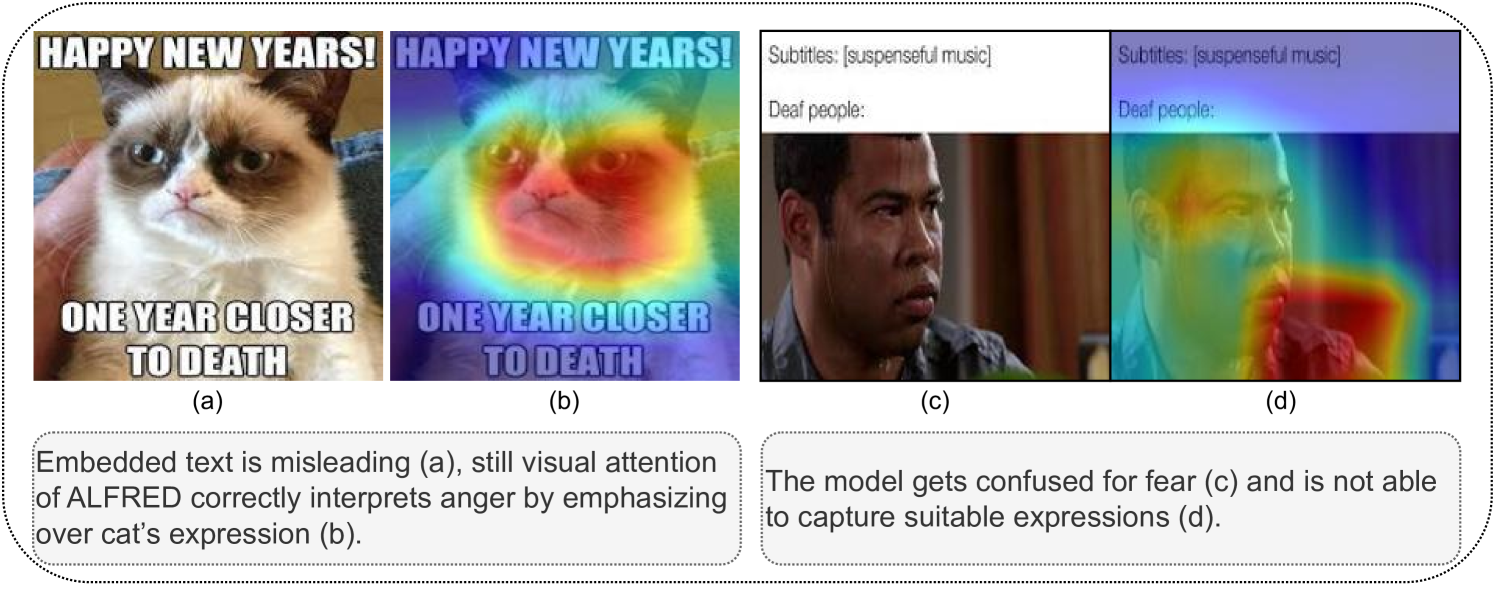 HAPPY NEW YEARS!
ONE YEAR CLOSER
TO DEATH
(a)
HAPPY NEW YEARS!
ONE YEAR CLOSER
TO DEATH
(b)
Subtitles: [suspenseful music]
Deaf people:
(c)
Subtitles: [suspenseful music]
Deaf people:
(d)
Embedded text is misleading (a), still visual attention
of ALFRED correctly interprets anger by emphasizing
over cat's expression (b).
The model gets confused for fear (c) and is not able
to capture suitable expressions (d).